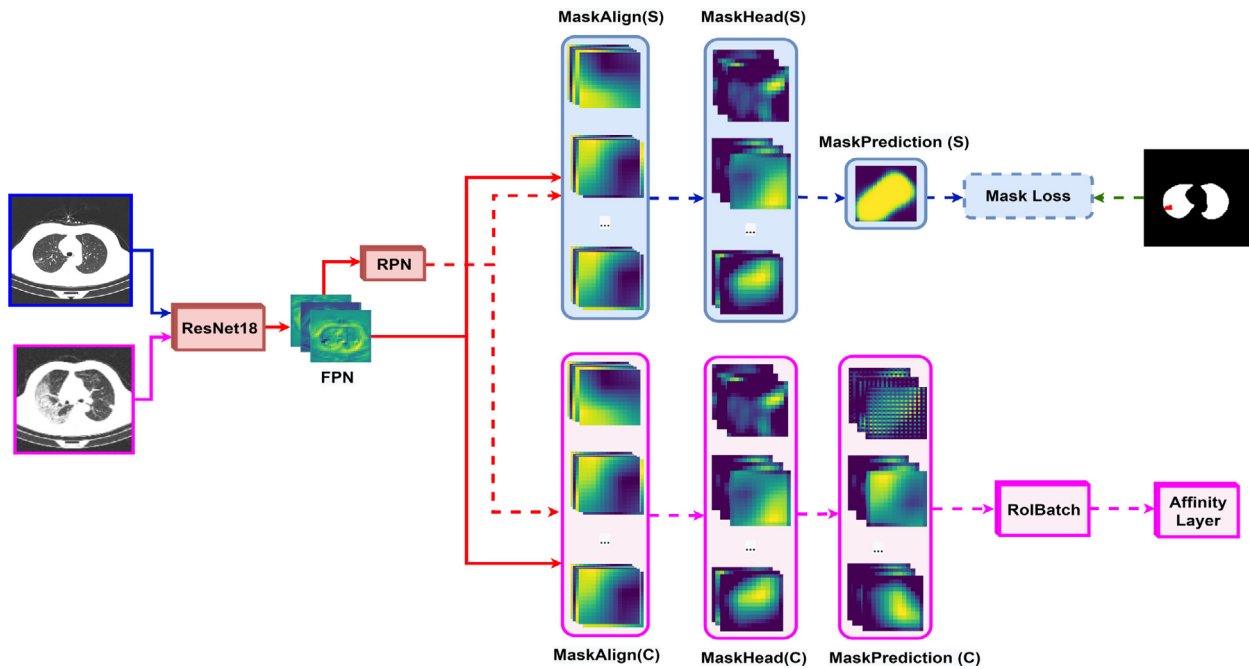 MaskAlign(S)
MaskHead(S)
MaskPrediction (S)
...
...
Mask Loss
RPN
ResNet18
FPN
...
...
...
RoIBatch
Affinity
Layer
MaskAlign(C)
MaskHead(C)
MaskPrediction (C)